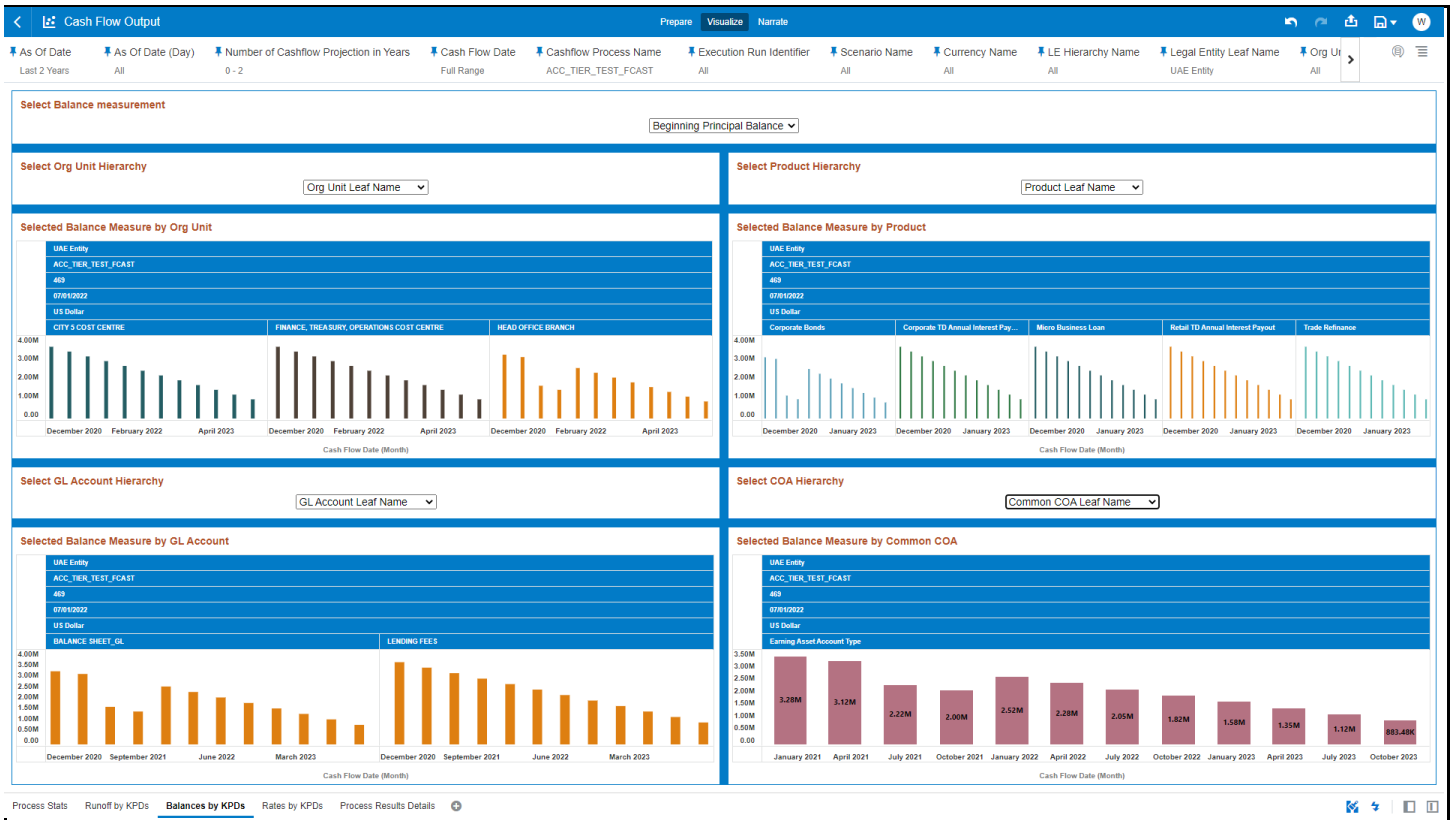 Cash Flow Output
Prepare Visualize Narrate
W
As Of Date As Of Date (Day) Number of Cashflow Projection in Years Cash Flow Date Cashflow Process Name Execution Run Identifier Scenario Name Currency Name LE Hierarchy Name Legal Entity Leaf Name Org Ur
Last 2 Years All 0 - 2 Full Range ACC_TIER_TEST_FCAST All All All All UAE Entity All
Select Balance measurement
Beginning Principal Balance
Select Org Unit Hierarchy
Org Unit Leaf Name
Select Product Hierarchy
Product Leaf Name
Selected Balance Measure by Org Unit
UAE Entity
ACC_TIER_TEST_FCAST
469
07/01/2022
US Dollar
CITY 5 COST CENTRE FINANCE, TREASURY, OPERATIONS COST CENTRE HEAD OFFICE BRANCH
4.00M
3.00M
2.00M
1.00M
0.00
December 2020 February 2022 April 2023 December 2020 February 2022 April 2023 December 2020 February 2022 April 2023
Cash Flow Date (Month)
Selected Balance Measure by Product
UAE Entity
ACC_TIER_TEST_FCAST
469
07/01/2022
US Dollar
Corporate Bonds Corporate TD Annual Interest Pay... Micro Business Loan Retail TD Annual Interest Payout Trade Refinance
4.00M
3.00M
2.00M
1.00M
0.00
December 2020 January 2023 December 2020 January 2023 December 2020 January 2023 December 2020 January 2023 December 2020 January 2023
Cash Flow Date (Month)
Select GL Account Hierarchy
GL Account Leaf Name
Select COA Hierarchy
Common COA Leaf Name
Selected Balance Measure by GL Account
UAE Entity
ACC_TIER_TEST_FCAST
469
07/01/2022
US Dollar
BALANCE SHEET_GL LENDING FEES
4.00M
3.50M
3.00M
2.50M
2.00M
1.50M
1.00M
0.50M
0.00
December 2020 September 2021 June 2022 March 2023 December 2020 September 2021 June 2022 March 2023
Cash Flow Date (Month)
Selected Balance Measure by Common COA
UAE Entity
ACC_TIER_TEST_FCAST
469
07/01/2022
US Dollar
Earning Asset Account Type
3.50M
3.00M
2.50M
2.00M
1.50M
1.00M
0.50M
0.00
3.28M 3.12M 2.22M 2.00M 2.52M 2.28M 2.05M 1.82M 1.58M 1.35M 1.12M 883.48K
January 2021 April 2021 July 2021 October 2021 January 2022 April 2022 July 2022 October 2022 January 2023 April 2023 July 2023 October 2023
Cash Flow Date (Month)
Process Stats Runoff by KPDs Balances by KPDs Rates by KPDs Process Results Details